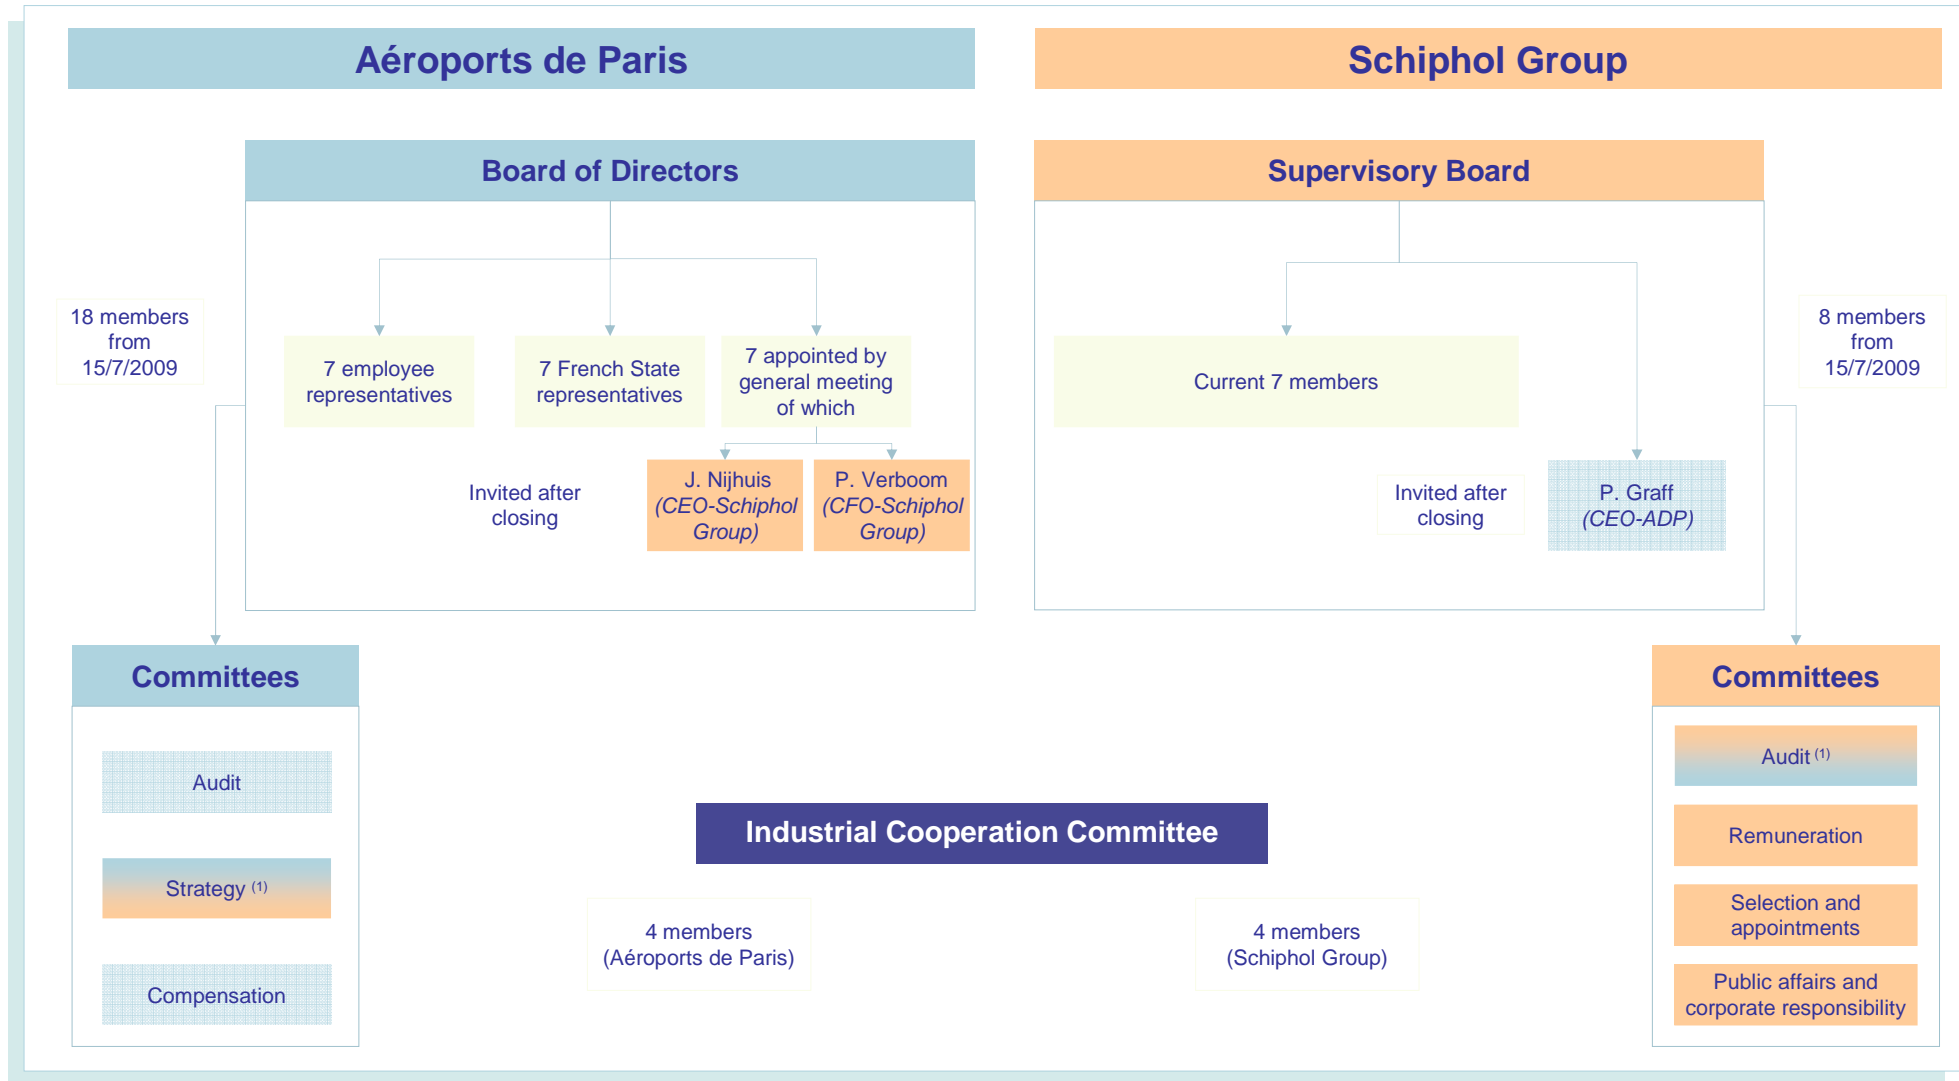 Aéroports de Paris
Schiphol Group
Board of Directors
Supervisory Board
18 members
from
15/7/2009
7 employee
representatives
7 French State
representatives
7 appointed by
general meeting
of which
Current 7 members
8 members
from
15/7/2009
Invited after
closing
J. Nijhuis
(CEO-Schiphol
Group)
P. Verboom
(CFO-Schiphol
Group)
Invited after
closing
P. Graff
(CEO-ADP)
Committees
Audit
Strategy (1)
Compensation
Industrial Cooperation Committee
4 members
(Aéroports de Paris)
4 members
(Schiphol Group)
Committees
Audit (1)
Remuneration
Selection and
appointments
Public affairs and
corporate responsibility